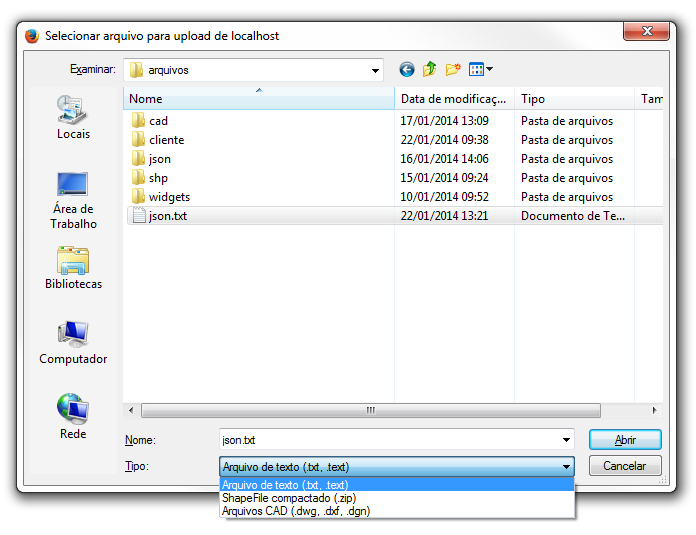 Selecionar arquivo para upload de localhost
Examinar: arquivos
Nome Data de modificaç... Tipo Tam
cad 17/01/2014 13:09 Pasta de arquivos
cliente 22/01/2014 09:38 Pasta de arquivos
json 16/01/2014 14:06 Pasta de arquivos
shp 15/01/2014 09:24 Pasta de arquivos
widgets 10/01/2014 09:52 Pasta de arquivos
json.txt 22/01/2014 13:21 Documento de Te...
Locais
Área de
Trabalho
Bibliotecas
Computador
Rede
Nome: json.txt Abrir
Tipo: Arquivo de texto (.txt, .text) Cancelar
Arquivo de texto (.txt, .text)
ShapeFile compactado (.zip)
Arquivos CAD (.dwg, .dxf, .dgn)